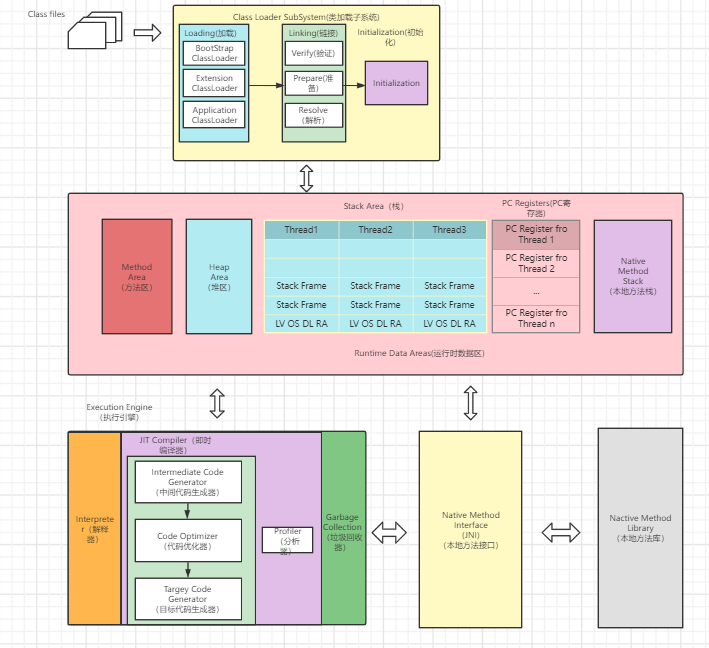 Class files
Class Loader SubSystem(类加载子系统)
Loading(加载)
BootStrap
ClassLoader
Extension
ClassLoader
Application
ClassLoader
Linking(链接)
Verify(验证)
Prepare(准
备)
Resolve
（解析）
Initialization(初始
化)
Initialization
Stack Area（栈）
PC Registers(PC寄
存器)
Method
Area
（方法区）
Heap
Area
（堆区）
Thread1 Thread2 Thread3
Stack Frame Stack Frame Stack Frame
Stack Frame Stack Frame Stack Frame
LV OS DL RA LV OS DL RA LV OS DL RA
PC Register fro
Thread 1
PC Register fro
Thread 2
...
PC Register fro
Thread n
Native
Method
Stack
（本地方法栈）
Runtime Data Areas(运行时数据区)
Execution Engine
（执行引擎）
Interprete
r（解释
器）
JIT Compiler（即时
编译器）
Intermediate Code
Generator
（中间代码生成器）
Code Optimizer
（代码优化器）
Targey Code
Generator
（目标代码生成器）
Profiler
（分析
器）
Garbage
Collection
（垃圾回收
器）
Native Method
Interface
(JNI)
（本地方法接口）
Nactive Method
Library
（本地方法库）